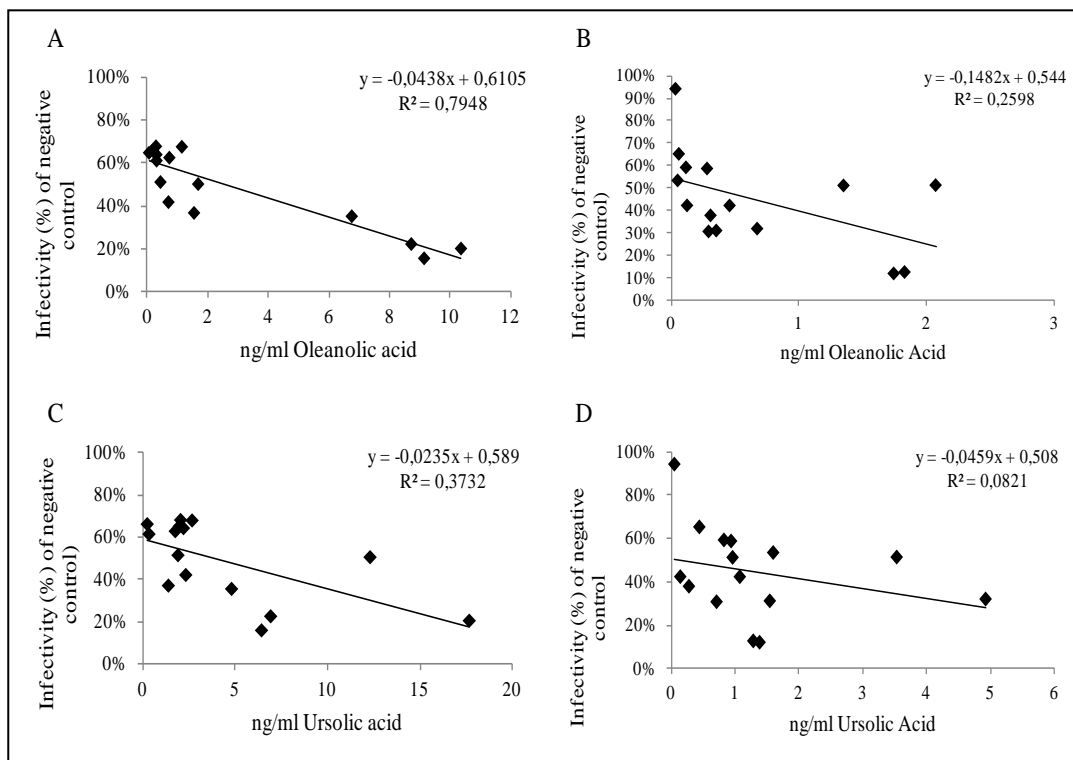 A
y = -0,0438x + 0,6105
R² = 0,7948
100%
80%
60%
40%
20%
0%
0 2 4 6 8 10 12
Infectivity (%) of negative
control
ng/ml Oleanolic acid
B
y = -0,1482x + 0,544
R² = 0,2598
100%
90%
80%
70%
60%
50%
40%
30%
20%
10%
0%
0 1 2 3
Infectivity (%) of negative
control)
ng/ml Oleanolic Acid
C
y = -0,0235x + 0,589
R² = 0,3732
100%
80%
60%
40%
20%
0%
0 5 10 15 20
Infectivity (%) of negative
control)
ng/ml Ursolic acid
D
y = -0,0459x + 0,508
R² = 0,0821
100%
80%
60%
40%
20%
0%
0 1 2 3 4 5 6
Infectivity (%) of negative
control
ng/ml Ursolic Acid